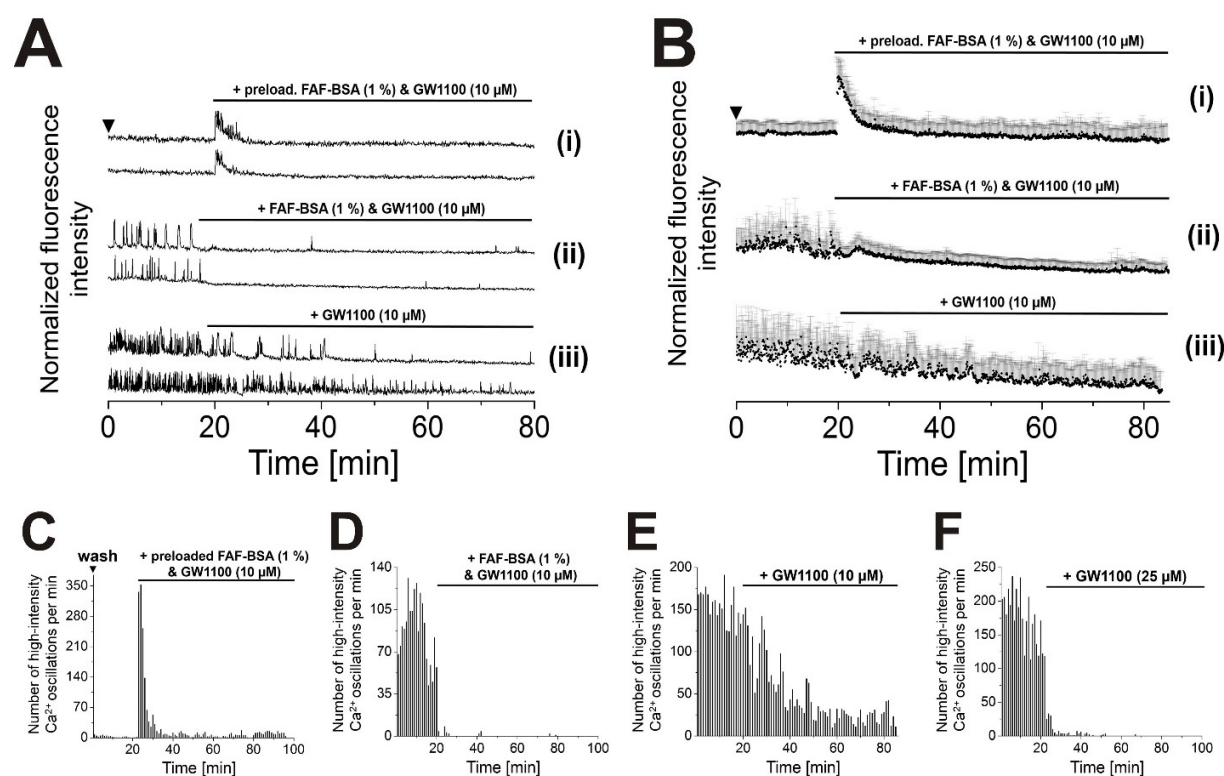 A
Normalized fluorescence
intensity
+ preload. FAF-BSA (1 %) & GW1100 (10 µM)
(i)
+ FAF-BSA (1 %) & GW1100 (10 µM)
(ii)
+ GW1100 (10 µM)
(iii)
0 20 40 60 80
Time [min]
B
Normalized fluorescence
intensity
+ preload. FAF-BSA (1 %) & GW1100 (10 µM)
(i)
+ FAF-BSA (1 %) & GW1100 (10 µM)
(ii)
+ GW1100 (10 µM)
(iii)
0 20 40 60 80
Time [min]
C
wash
+ preloaded FAF-BSA (1 %)
& GW1100 (10 µM)
Number of high-intensity
Ca²⁺ oscillations per min
350
280
210
140
70
0
20 40 60 80 100
Time [min]
D
+ FAF-BSA (1 %)
& GW1100 (10 µM)
Number of high-intensity
Ca²⁺ oscillations per min
140
105
70
35
0
0 20 40 60 80 100
Time [min]
E
+ GW1100 (10 µM)
Number of high-intensity
Ca²⁺ oscillations per min
200
150
100
50
0
20 40 60 80
Time [min]
F
+ GW1100 (25 µM)
Number of high-intensity
Ca²⁺ oscillations per min
250
200
150
100
50
0
0 20 40 60 80 100
Time [min]